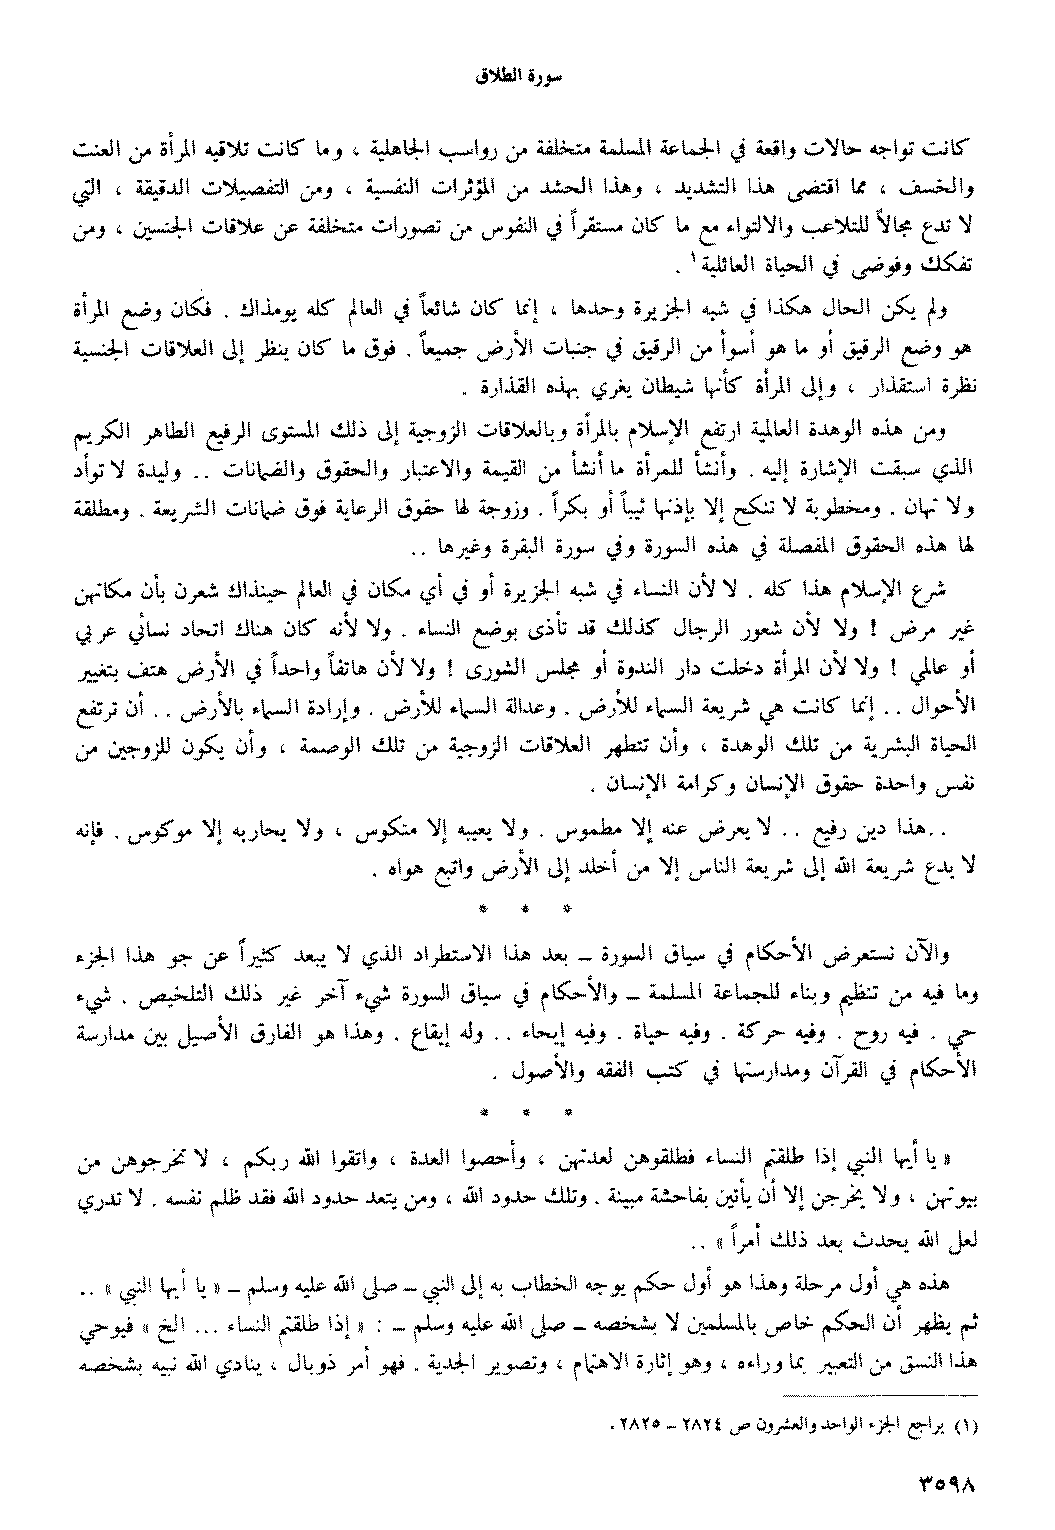 سورة الطلاق
كانت تواجه حالات واقعة في الجماعة المسلمة متخلفة من رواسب الجاهلية ، وما كانت تلاقيه المرأة من العنت
والخسف ، مما اقتضى هذا التشديد ، وهذا الحشد من المؤثرات النفسية ، ومن التفصيلات الدقيقة ، التي
لا تدع مجالاً للتلاعب والالتواء مع ما كان مستقراً في النفوس من تصورات متخلفة عن علاقات الجنسين ، ومن
تفكك وفوضى في الحياة العائلية١ .
ولم يكن الحال هكذا في شبه الجزيرة وحدها ، إنما كان شائعاً في العالم كله يومذاك . فكان وضع المرأة
هو وضع الرقيق أو ما هو أسوأ من الرقيق في جنبات الأرض جميعاً . فوق ما كان ينظر إلى العلاقات الجنسية
نظرة استقذار ، وإلى المرأة كأنها شيطان يغري بهذه القذارة .
ومن هذه الوهدة العالمية ارتفع الإسلام بالمرأة وبالعلاقات الزوجية إلى ذلك المستوى الرفيع الطاهر الكريم
الذي سبقت الإشارة إليه . وأنشأ للمرأة ما أنشأ من القيمة والاعتبار والحقوق والضمانات .. وليدة لا توأد
ولا تهان . ومخطوبة لا تنكح إلا بإذنها ثيباً أو بكراً . وزوجة لها حقوق الرعاية فوق ضمانات الشريعة . ومطلقة
لها هذه الحقوق المفصلة في هذه السورة وفي سورة البقرة وغيرها ..
شرع الإسلام هذا كله . لا لأن النساء في شبه الجزيرة أو في أي مكان في العالم حينذاك شعرن بأن مكانتهن
غير مرض ! ولا لأن شعور الرجال كذلك قد تأذى بوضع النساء . ولا لأنه كان هناك اتحاد نسائي عربي
أو عالمي ! ولا لأن المرأة دخلت دار الندوة أو مجلس الشورى ! ولا لأن هاتفاً واحداً في الأرض هتف بتغيير
الأحوال .. إنما كانت هي شريعة السماء للأرض . وعدالة السماء للأرض . وإرادة السماء بالأرض .. أن ترتفع
الحياة البشرية من تلك الوهدة ، وأن تتطهر العلاقات الزوجية من تلك الوصمة ، وأن يكون للزوجين من
نفس واحدة حقوق الإنسان وكرامة الإنسان .
..هذا دين رفيع .. لا يعرض عنه إلا مطموس . ولا يعيبه إلا منكوس ، ولا يحاربه إلا موكوس . فإنه
لا يدع شريعة الله إلى شريعة الناس إلا من أخلد إلى الأرض واتبع هواه .
* * *
والآن نستعرض الأحكام في سياق السورة – بعد هذا الاستطراد الذي لا يبعد كثيراً عن جو هذا الجزء
وما فيه من تنظيم وبناء للجماعة المسلمة – والأحكام في سياق السورة شيء آخر غير ذلك التلخيص . شيء
حي . فيه روح . وفيه حركة . وفيه حياة . وفيه إيحاء .. وله إيقاع . وهذا هو الفارق الأصيل بين مدارسة
الأحكام في القرآن ومدارستها في كتب الفقه والأصول .
* * *
« يا أيها النبي إذا طلقتم النساء فطلقوهن لعدتهن ، وأحصوا العدة ، واتقوا الله ربكم ، لا تخرجوهن من
بيوتهن ، ولا يخرجن إلا أن يأتين بفاحشة مبينة . وتلك حدود الله ، ومن يتعد حدود الله فقد ظلم نفسه . لا تدري
لعل الله يحدث بعد ذلك أمراً » ..
هذه هي أول مرحلة وهذا هو أول حكم يوجه الخطاب به إلى النبي – صلى الله عليه وسلم – « يا أيها النبي » ..
ثم يظهر أن الحكم خاص بالمسلمين لا بشخصه – صلى الله عليه وسلم – : « إذا طلقتم النساء ... الخ » فيوحي
هذا النسق من التعبير بما وراءه ، وهو إثارة الاهتمام ، وتصوير الجدية . فهو أمر ذو بال ، ينادي الله نبيه بشخصه
(١) يراجع الجزء الواحد والعشرون ص ٢٨٢٤ – ٢٨٢٥ .
٣٥٩٨